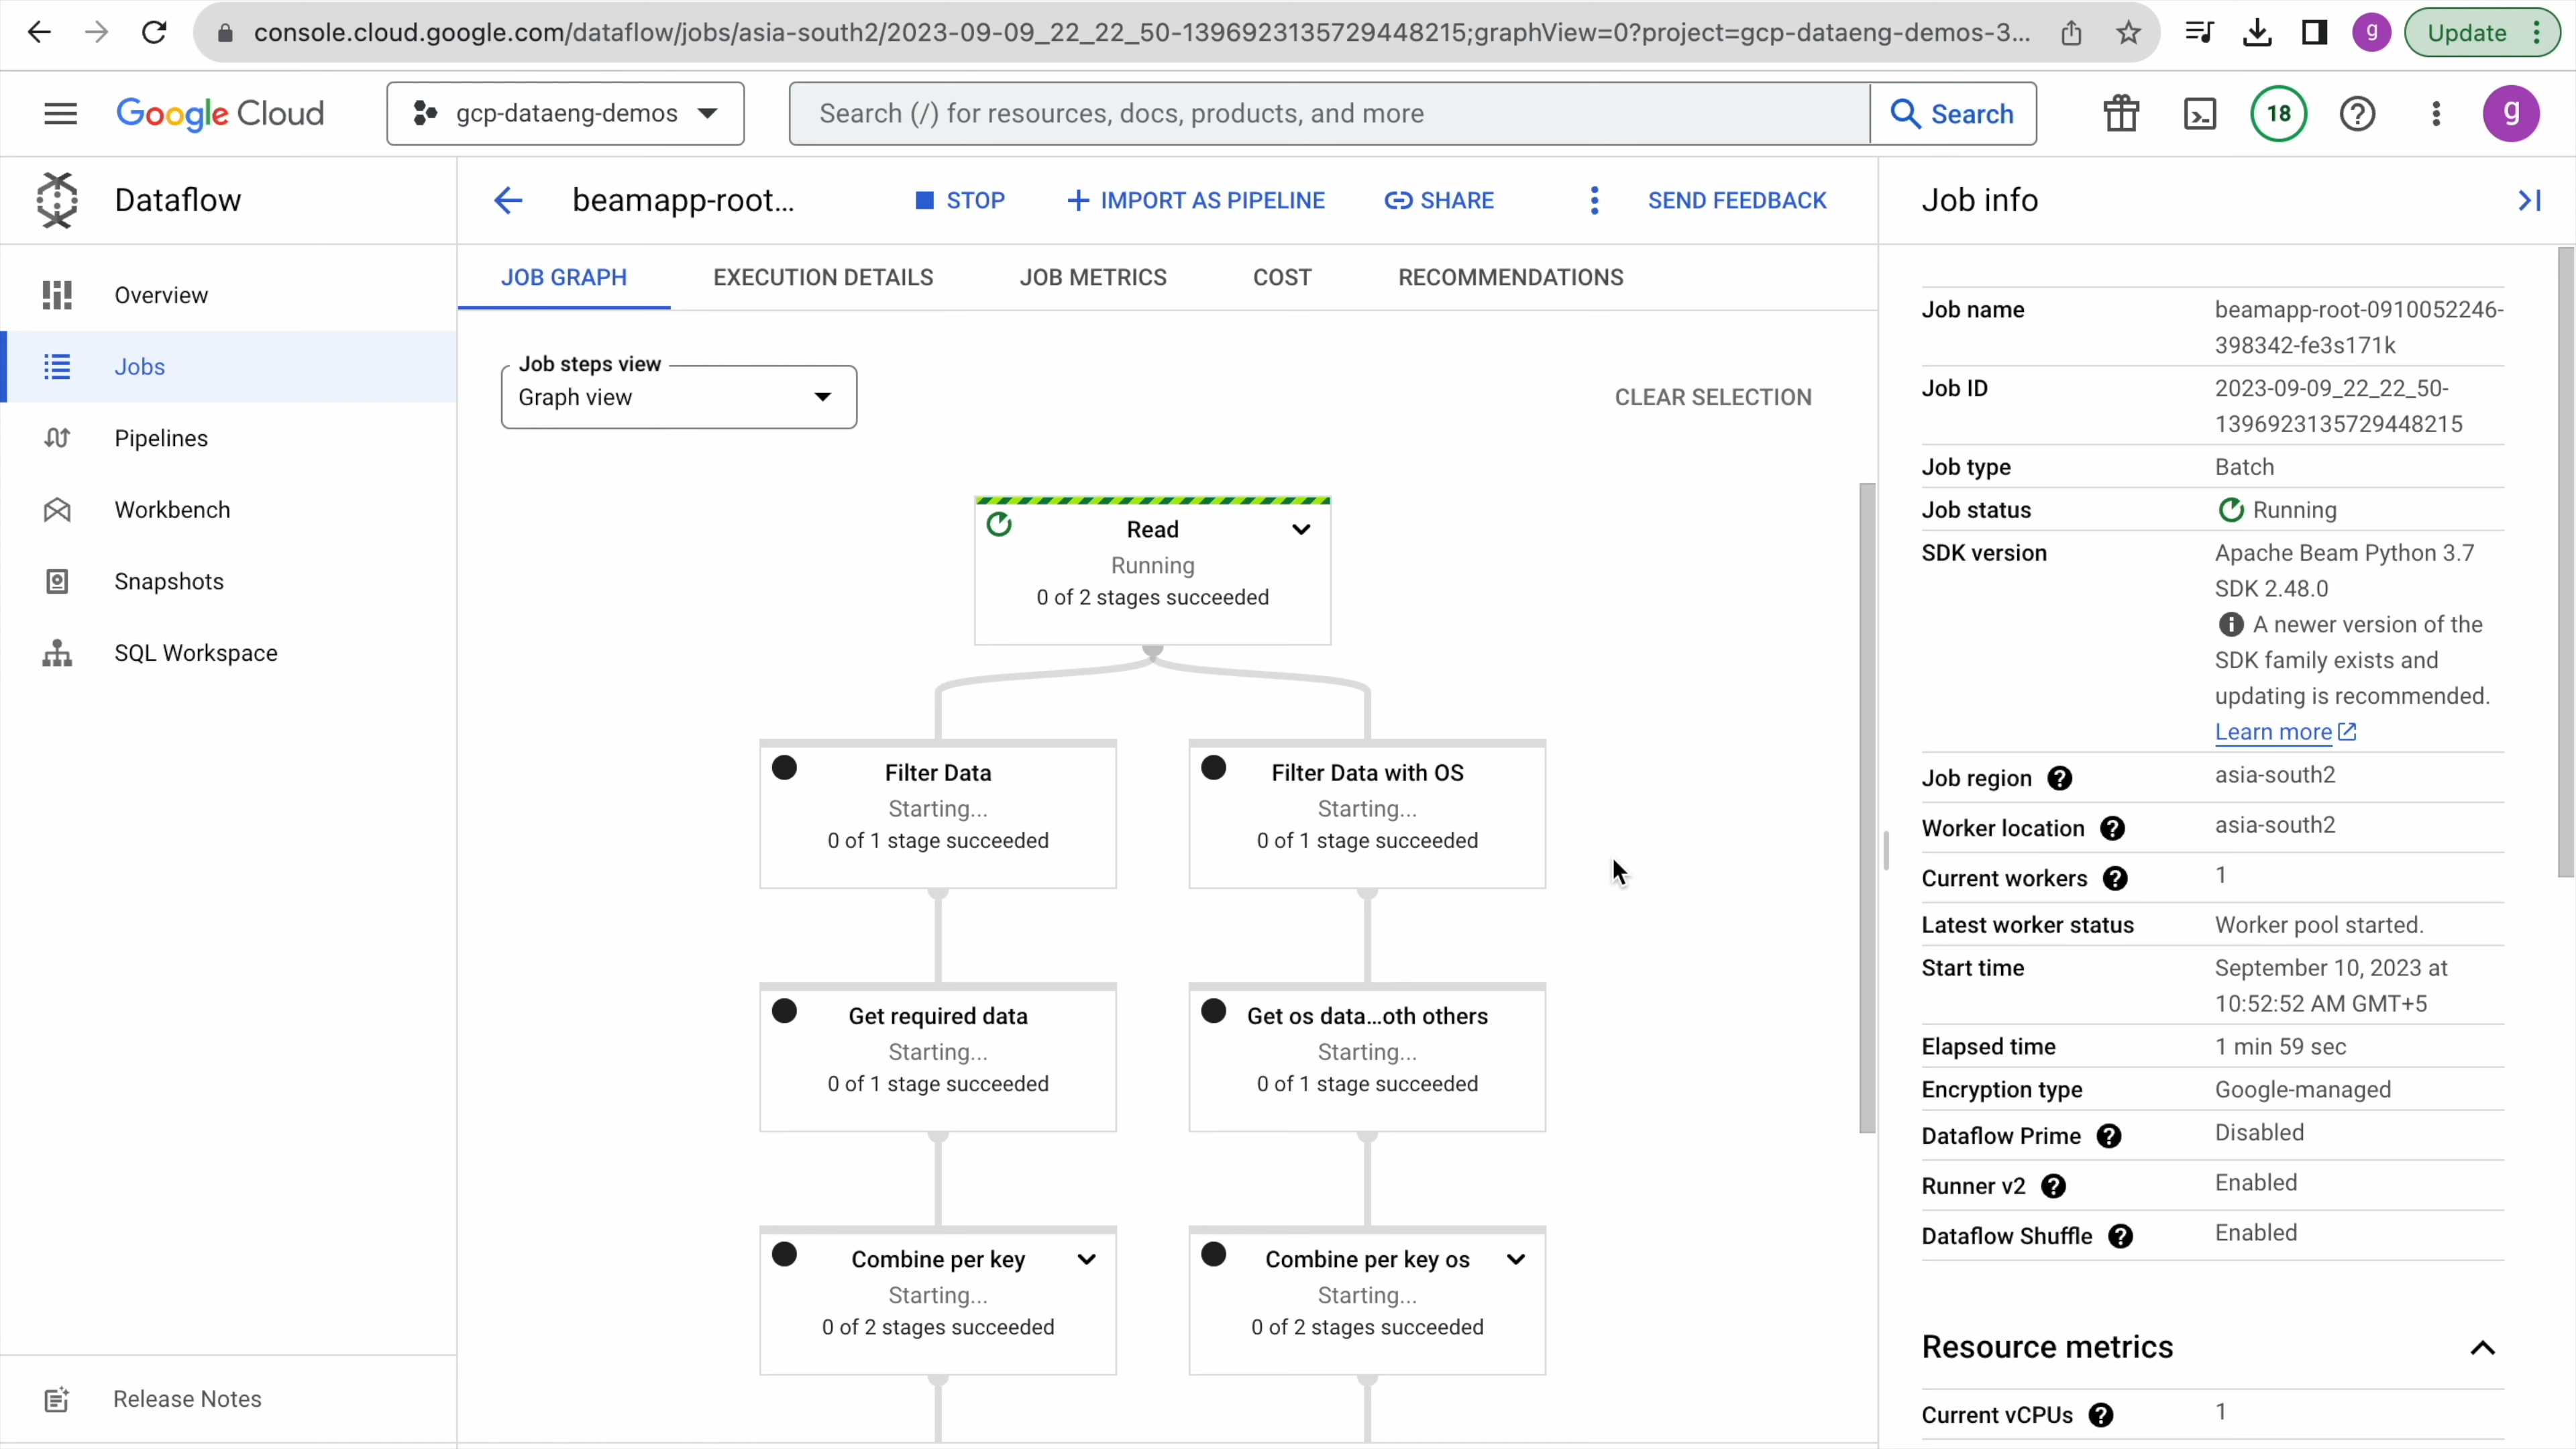 console.cloud.google.com/dataflow/jobs/asia-south2/2023-09-09_22_22_50-1396923135729448215;graphView=0?project=gcp-dataeng-demos-3...
g
Update
Google Cloud
gcp-dataeng-demos
Search (/) for resources, docs, products, and more
Search
18
g
Dataflow
Overview
Jobs
Pipelines
Workbench
Snapshots
SQL Workspace
Release Notes
beamapp-root...
STOP
IMPORT AS PIPELINE
SHARE
SEND FEEDBACK
JOB GRAPH
EXECUTION DETAILS
JOB METRICS
COST
RECOMMENDATIONS
Job steps view
Graph view
CLEAR SELECTION
Read
Running
0 of 2 stages succeeded
Filter Data
Starting...
0 of 1 stage succeeded
Filter Data with OS
Starting...
0 of 1 stage succeeded
Get required data
Starting...
0 of 1 stage succeeded
Get os data...oth others
Starting...
0 of 1 stage succeeded
Combine per key
Starting...
0 of 2 stages succeeded
Combine per key os
Starting...
0 of 2 stages succeeded
Job info
Job name
beamapp-root-0910052246-
398342-fe3s171k
Job ID
2023-09-09_22_22_50-
1396923135729448215
Job type
Batch
Job status
Running
SDK version
Apache Beam Python 3.7
SDK 2.48.0
A newer version of the
SDK family exists and
updating is recommended.
Learn more
Job region
asia-south2
Worker location
asia-south2
Current workers
1
Latest worker status
Worker pool started.
Start time
September 10, 2023 at
10:52:52 AM GMT+5
Elapsed time
1 min 59 sec
Encryption type
Google-managed
Dataflow Prime
Disabled
Runner v2
Enabled
Dataflow Shuffle
Enabled
Resource metrics
Current vCPUs
1